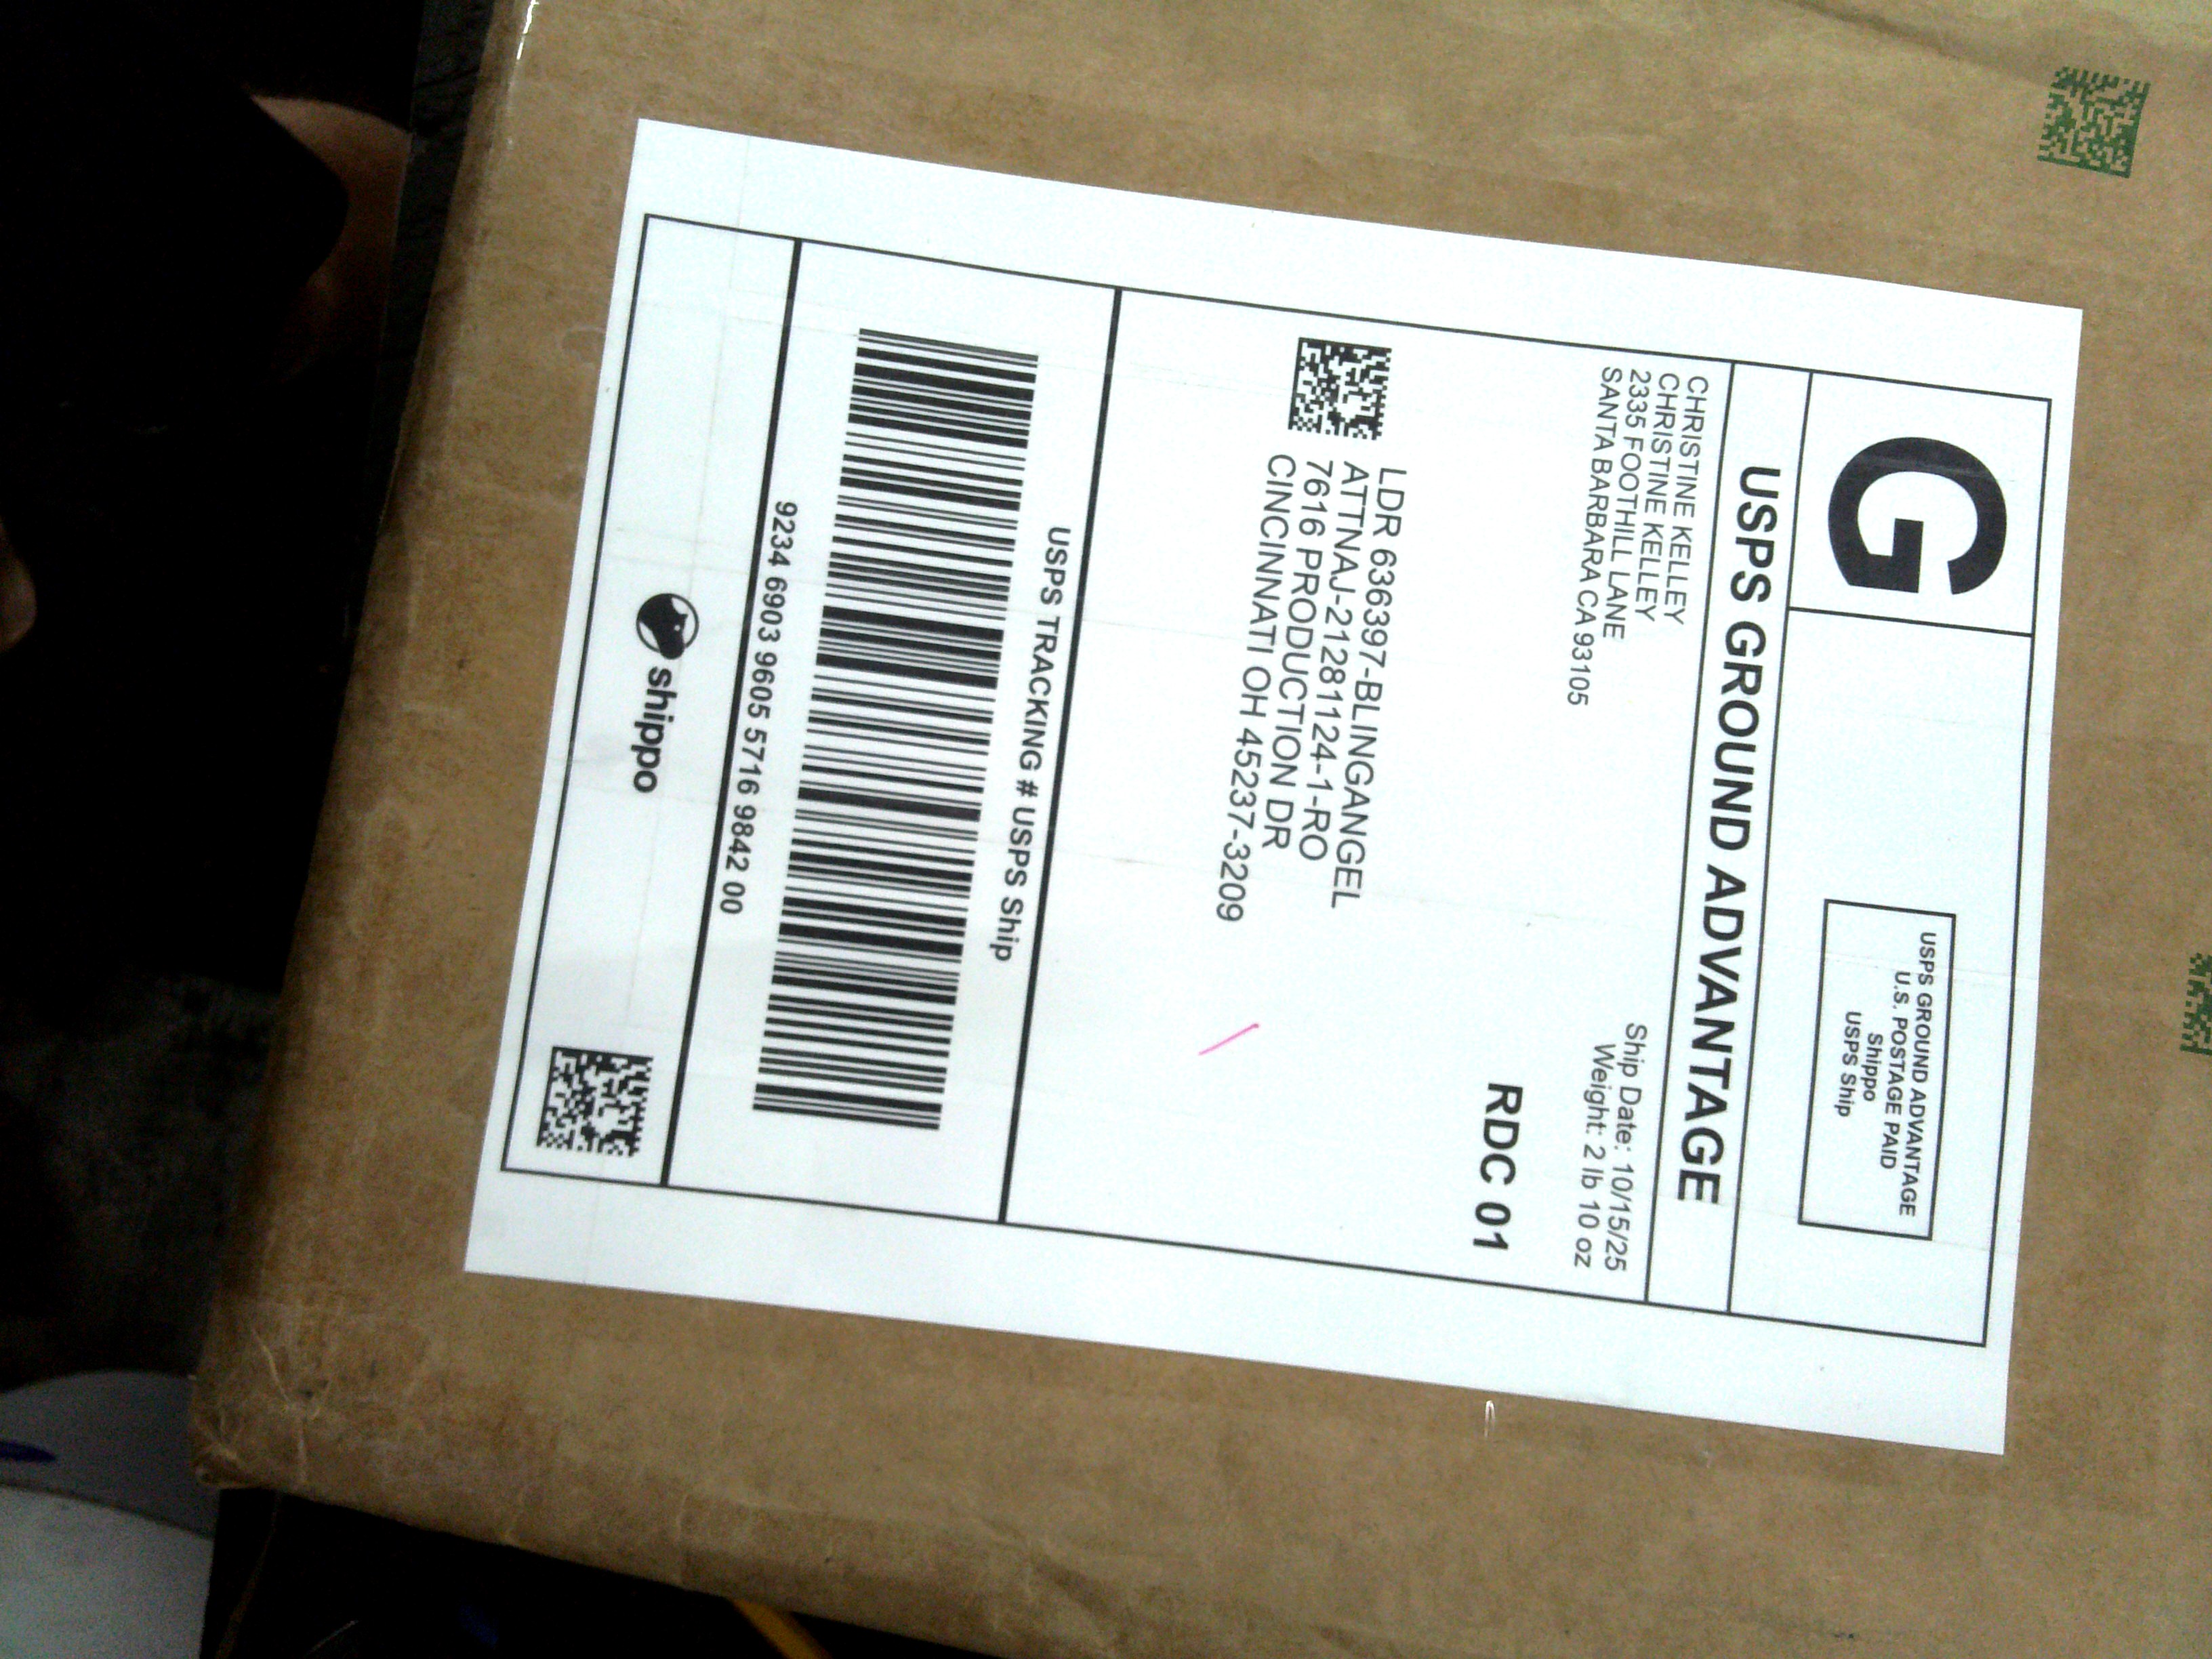 G
USPS GROUND ADVANTAGE
U.S. POSTAGE PAID
Shippo
USPS Ship
USPS GROUND ADVANTAGE
CHRISTINE KELLEY
CHRISTINE KELLEY
2335 FOOTHILL LANE
SANTA BARBARA CA 93105
Ship Date: 10/15/25
Weight: 2 lb 10 oz
RDC 01
LDR 636397-BLINGANGEL
ATTNAJ-21281124-1-RO
7616 PRODUCTION DR
CINCINNATI OH 45237-3209
USPS TRACKING # USPS Ship
9234 6903 9605 5716 9842 00
shippo